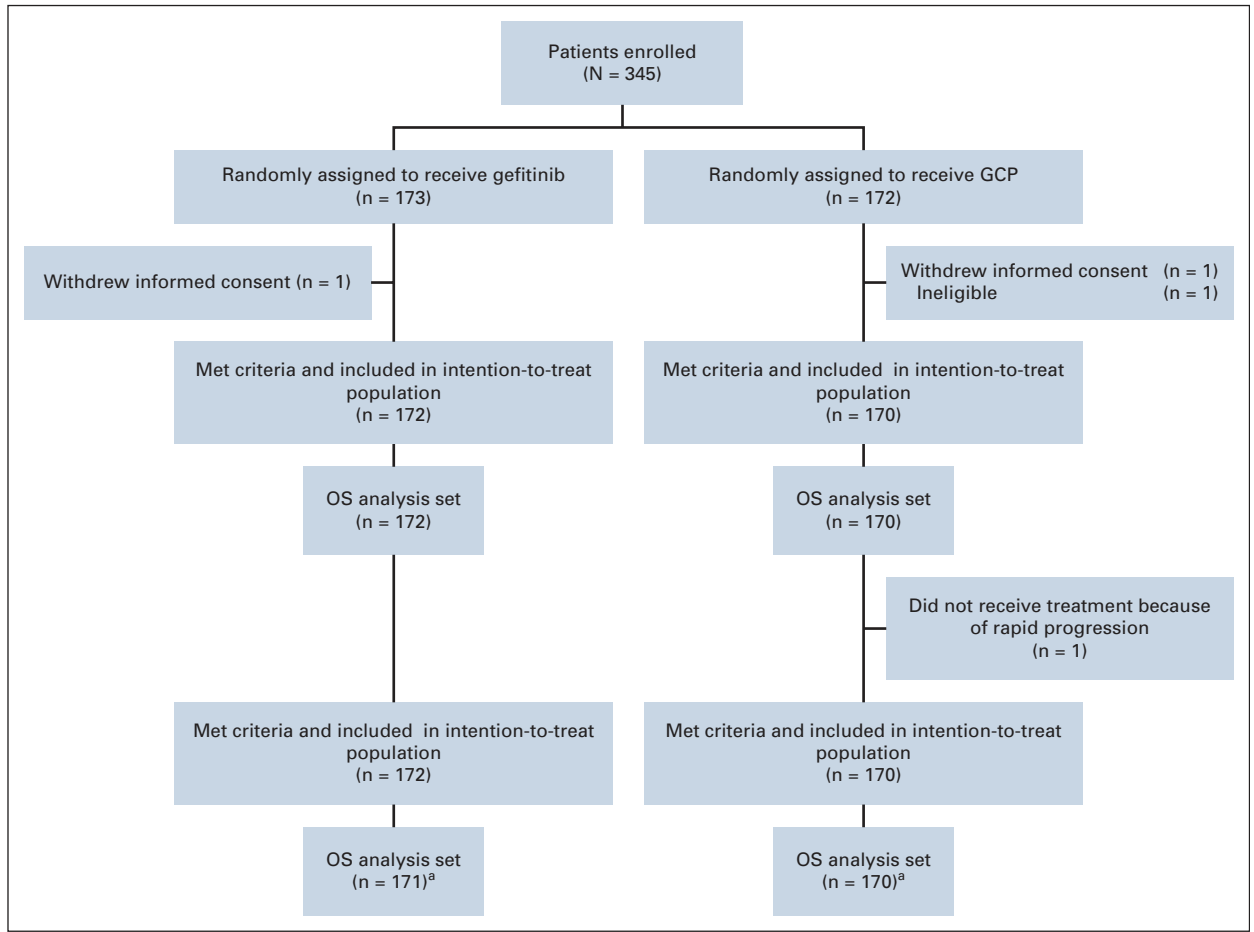 Patients enrolled
(N = 345)
Randomly assigned to receive gefitinib
(n = 173)
Randomly assigned to receive GCP
(n = 172)
Withdrew informed consent (n = 1)
Withdrew informed consent (n = 1)
Ineligible (n = 1)
Met criteria and included in intention-to-treat
population
(n = 172)
Met criteria and included in intention-to-treat
population
(n = 170)
OS analysis set
(n = 172)
OS analysis set
(n = 170)
Did not receive treatment because
of rapid progression
(n = 1)
Met criteria and included in intention-to-treat
population
(n = 172)
Met criteria and included in intention-to-treat
population
(n = 170)
OS analysis set
(n = 171)a
OS analysis set
(n = 170)a